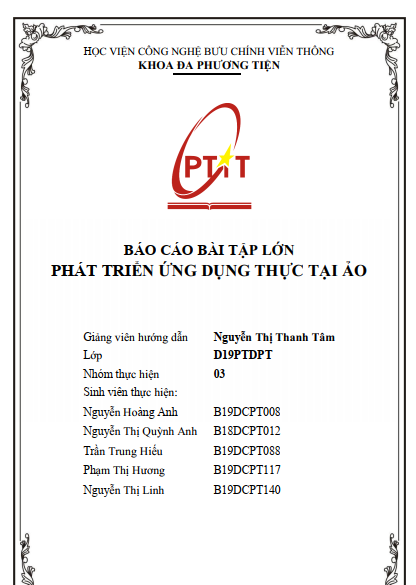 HỌC VIỆN CÔNG NGHỆ BƯU CHÍNH VIỄN THÔNG
KHOA ĐA PHƯƠNG TIỆN
PTIT
BÁO CÁO BÀI TẬP LỚN
PHÁT TRIỂN ỨNG DỤNG THỰC TẠI ẢO
Giảng viên hướng dẫn Nguyễn Thị Thanh Tâm
Lớp D19PTDPT
Nhóm thực hiện 03
Sinh viên thực hiện:
Nguyễn Hoàng Anh B19DCPT008
Nguyễn Thị Quỳnh Anh B18DCPT012
Trần Trung Hiếu B19DCPT088
Phạm Thị Hương B19DCPT117
Nguyễn Thị Linh B19DCPT140